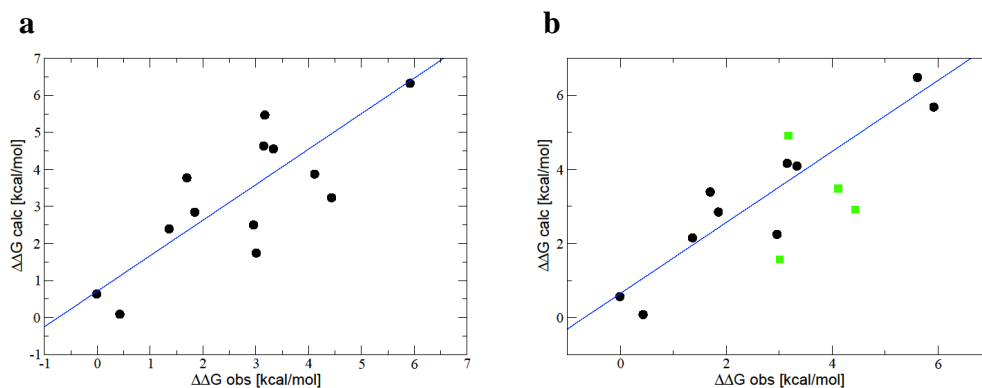 a
b
7
6
5
4
3
2
1
0
-1
ΔΔG calc [kcal/mol]
-1 0 1 2 3 4 5 6 7
ΔΔG obs [kcal/mol]
6
4
2
0
ΔΔG calc [kcal/mol]
0 2 4 6
ΔΔG obs [kcal/mol]